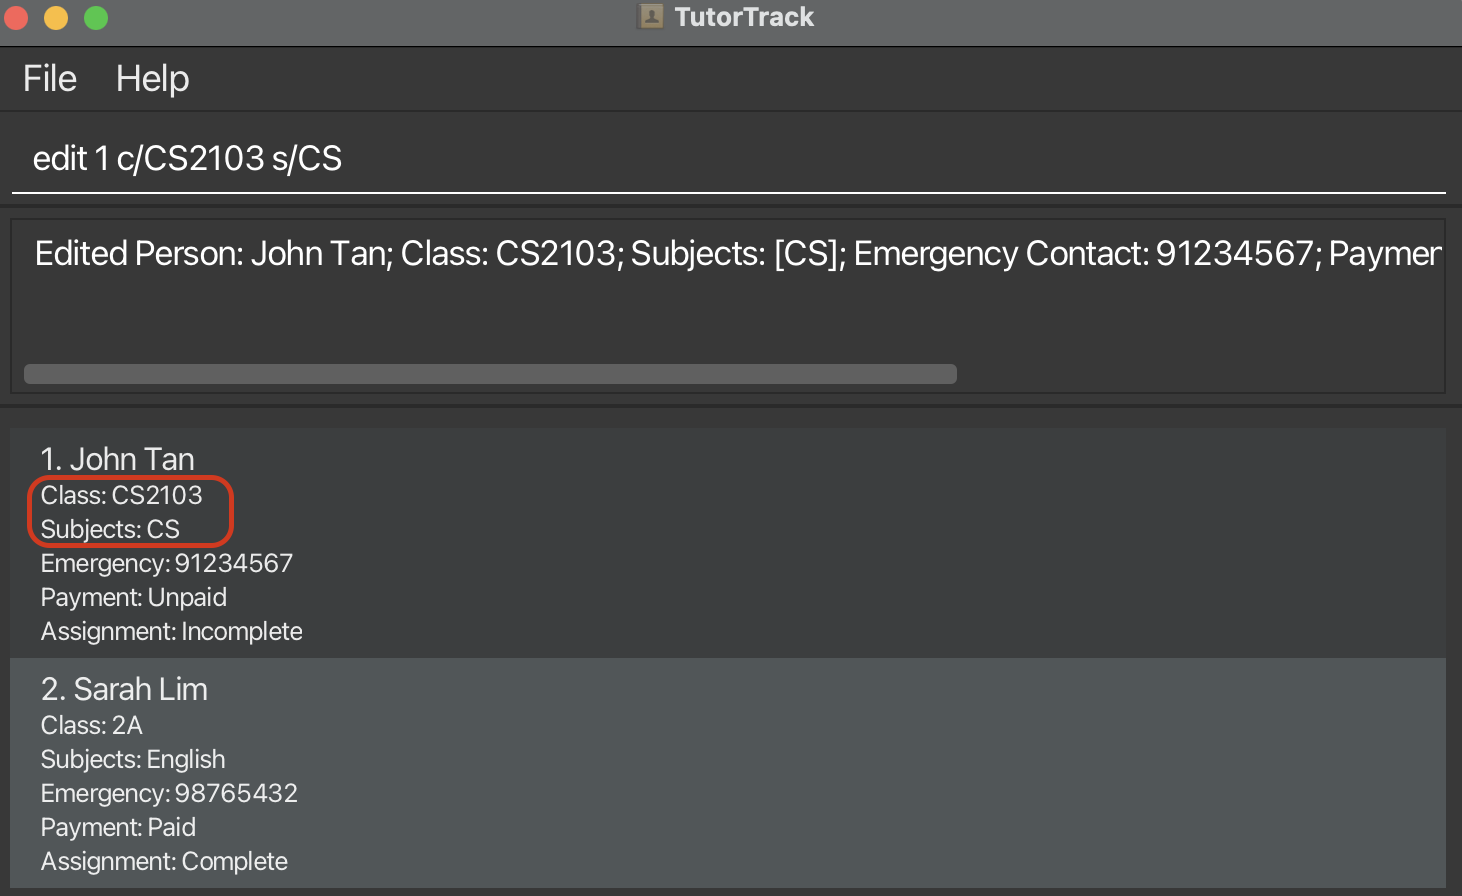 TutorTrack
File Help
edit 1 c/CS2103 s/CS
Edited Person: John Tan; Class: CS2103; Subjects: [CS]; Emergency Contact: 91234567;
1. John Tan
Class: CS2103
Subjects: CS
Emergency: 91234567
Payment: Unpaid
Assignment: Incomplete
2. Sarah Lim
Class: 2A
Subjects: English
Emergency: 98765432
Payment: Paid
Assignment: Complete